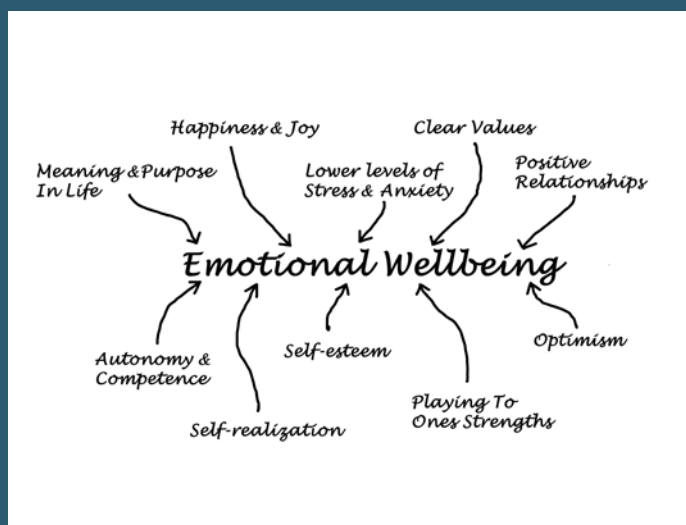 Happiness & Joy
Clear Values
Meaning & Purpose
In Life
Lower levels of
Stress & Anxiety
Positive
Relationships
Emotional Wellbeing
Autonomy &
Competence
Self-realization
Self-esteem
Playing To
Ones Strengths
Optimism